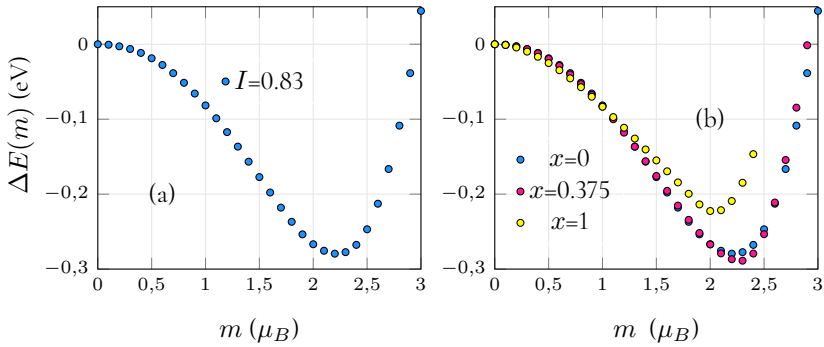 ΔE(m) (eV)
0
−0,1
−0,2
−0,3
I=0.83
(a)
0 0,5 1 1,5 2 2,5 3
m (μB)
0
−0,1
−0,2
−0,3
(b)
x=0
x=0.375
x=1
0 0,5 1 1,5 2 2,5 3
m (μB)